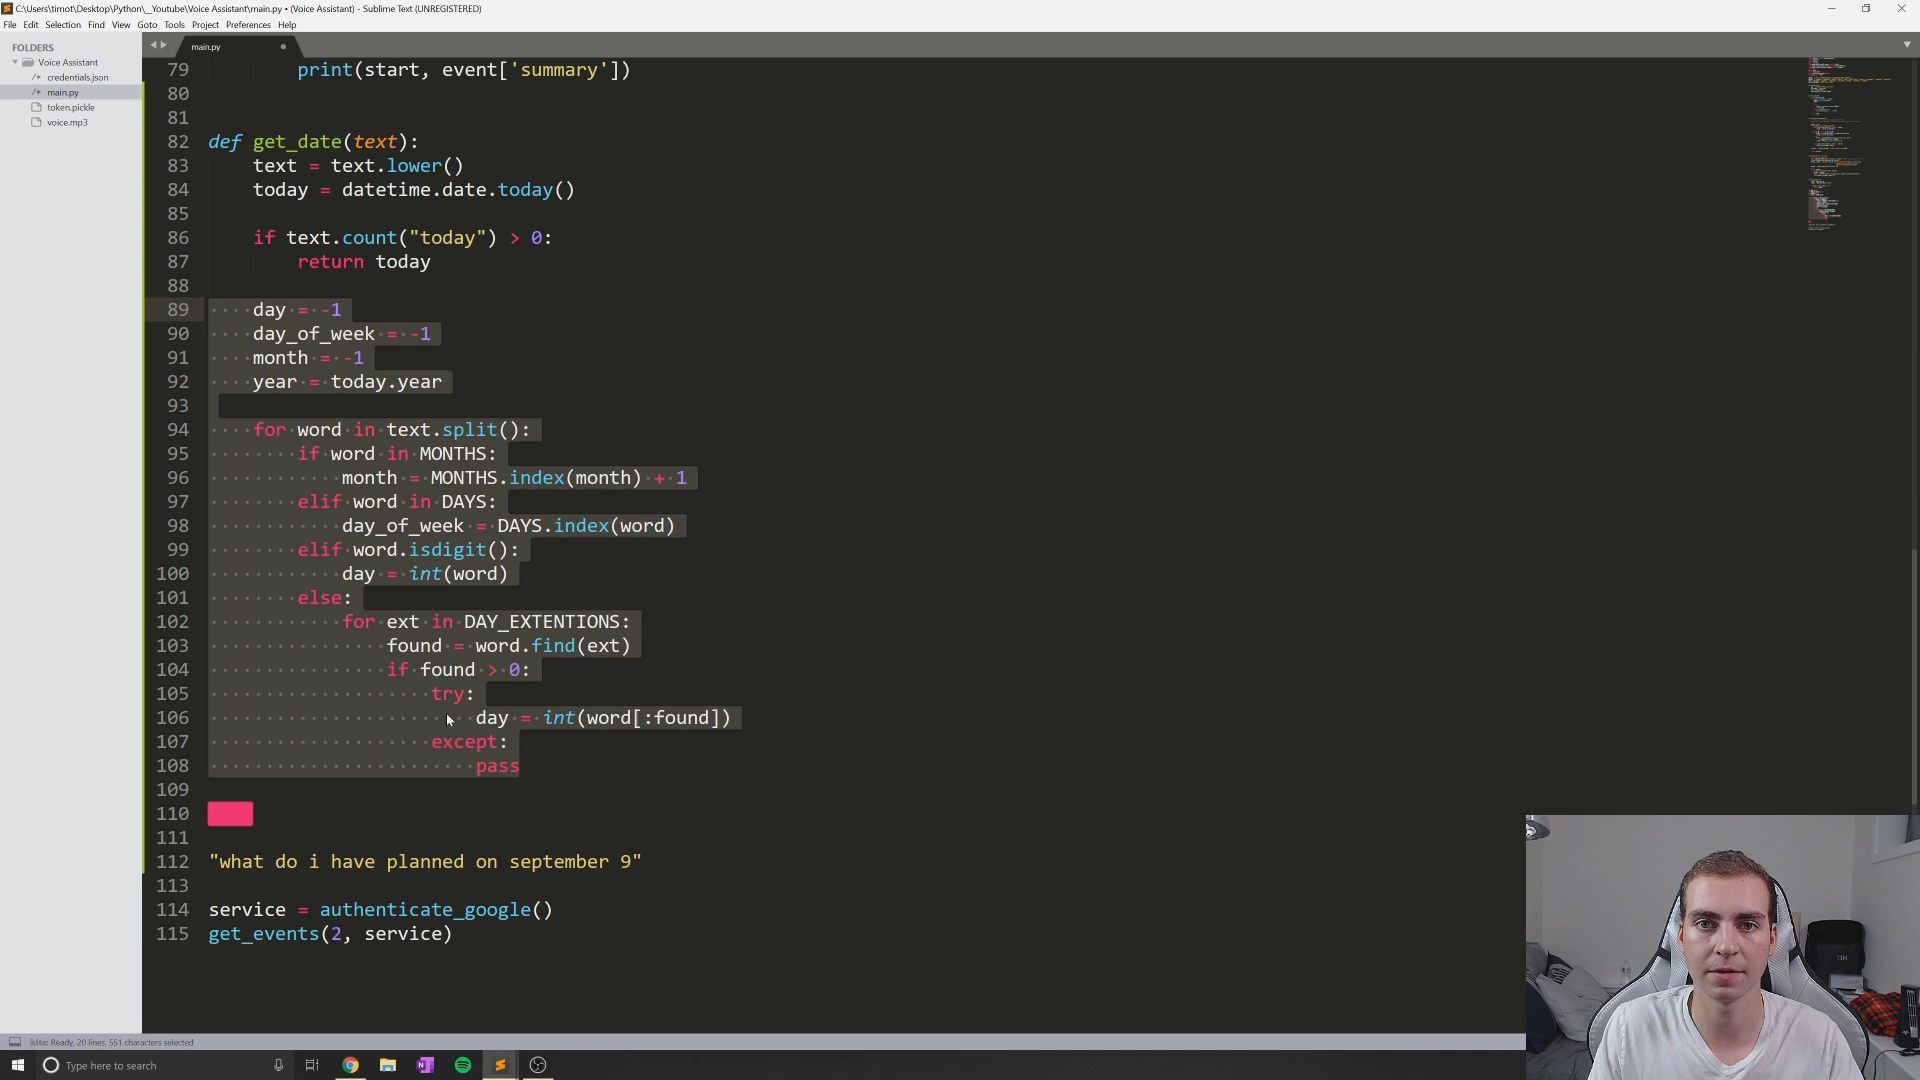 C:\Users\timot\Desktop\Python\__Youtube\Voice Assistant\main.py • (Voice Assistant) - Sublime Text (UNREGISTERED)
File Edit Selection Find View Goto Tools Project Preferences Help
FOLDERS
Voice Assistant
/* credentials.json
/* main.py
token.pickle
voice.mp3
main.py
79 print(start, event['summary'])
80
81
82 def get_date(text):
83 text = text.lower()
84 today = datetime.date.today()
85
86 if text.count("today") > 0:
87 return today
88
89 day = -1
90 day_of_week = -1
91 month = -1
92 year = today.year
93
94 for word in text.split():
95 if word in MONTHS:
96 month = MONTHS.index(month) + 1
97 elif word in DAYS:
98 day_of_week = DAYS.index(word)
99 elif word.isdigit():
100 day = int(word)
101 else:
102 for ext in DAY_EXTENTIONS:
103 found = word.find(ext)
104 if found > 0:
105 try:
106 day = int(word[:found])
107 except:
108 pass
109
110
111
112 "what do i have planned on september 9"
113
114 service = authenticate_google()
115 get_events(2, service)
kite: Ready, 20 lines, 551 characters selected
Type here to search